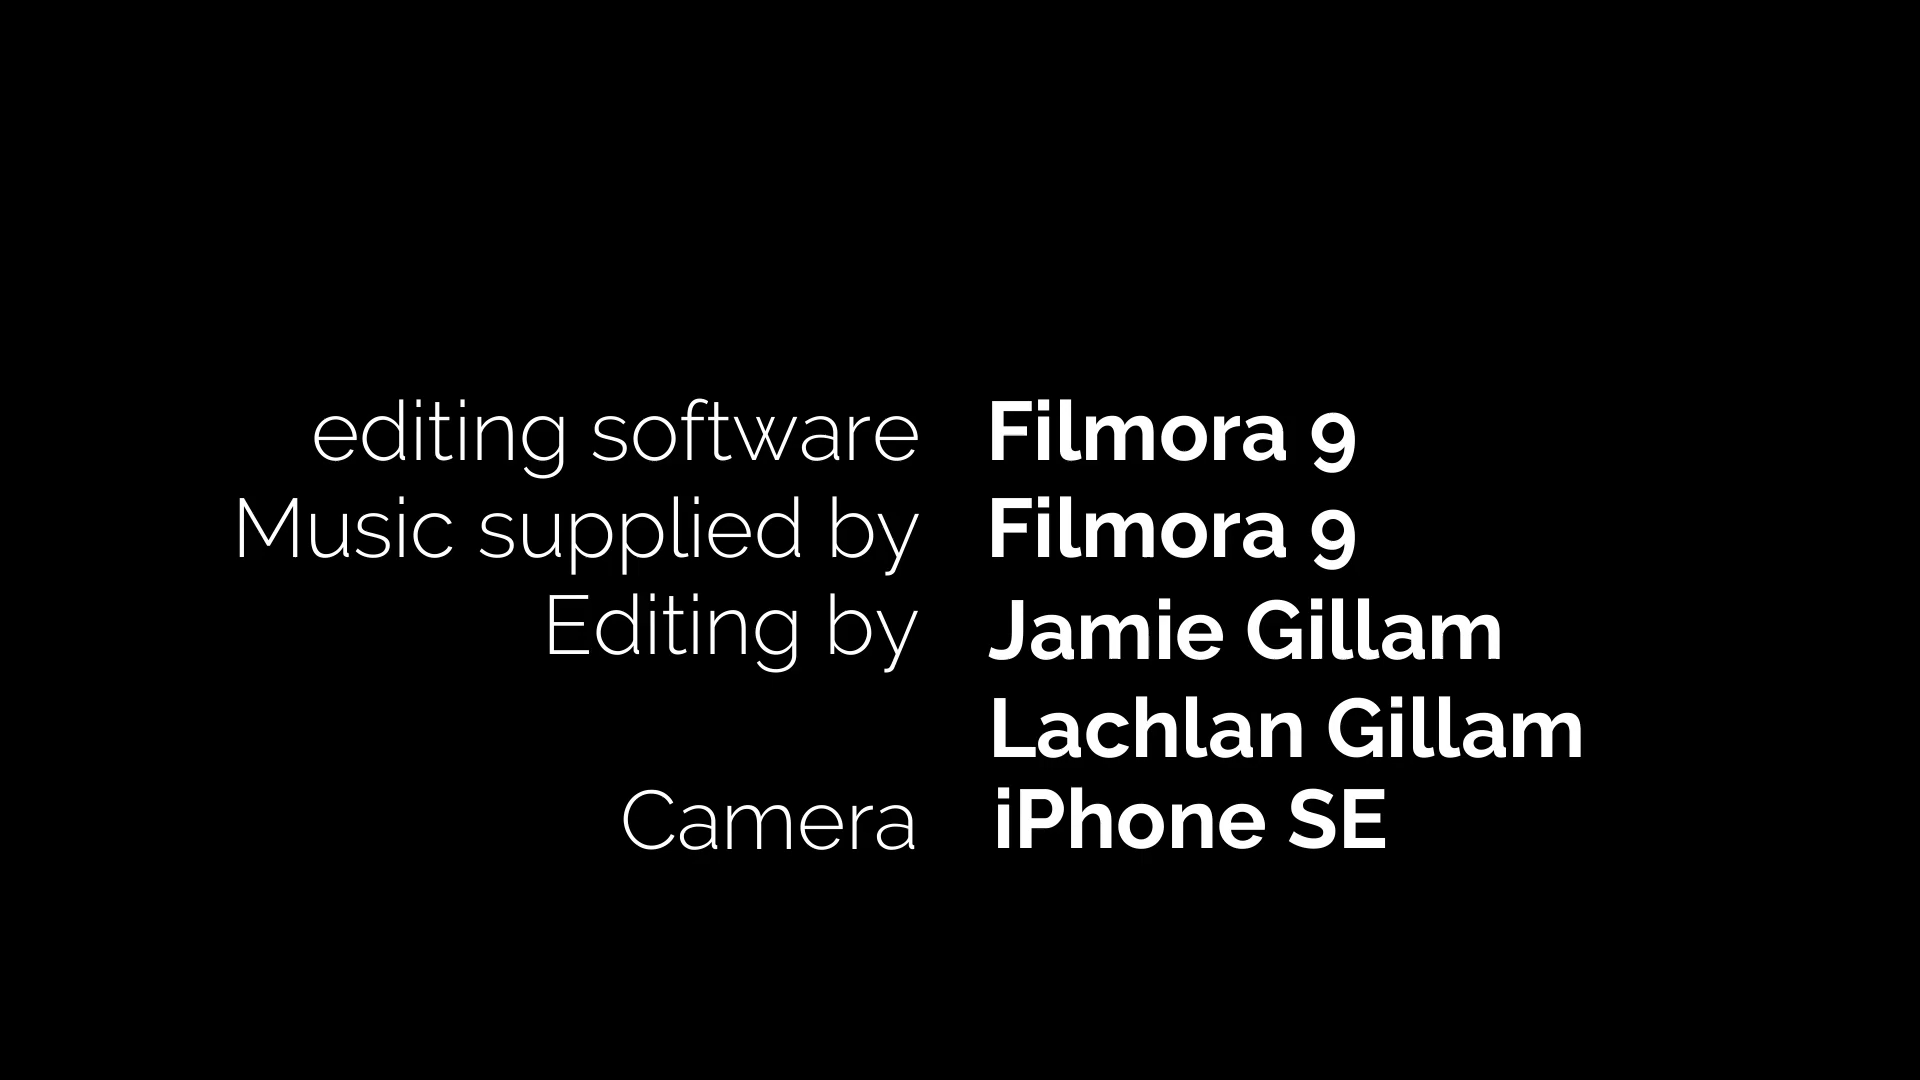 editing software Filmora 9
Music supplied by Filmora 9
Editing by Jamie Gillam
Lachlan Gillam
Camera iPhone SE